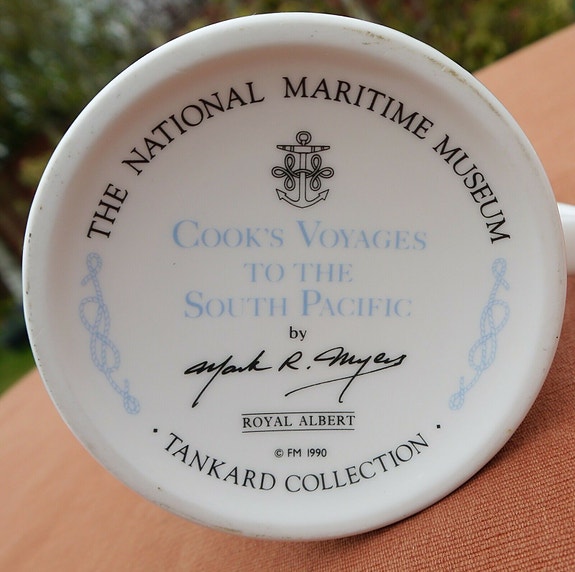 THE NATIONAL MARITIME MUSEUM
COOK'S VOYAGES
TO THE
SOUTH PACIFIC
by
Mark R. Myers
ROYAL ALBERT
© FM 1990
· TANKARD COLLECTION ·